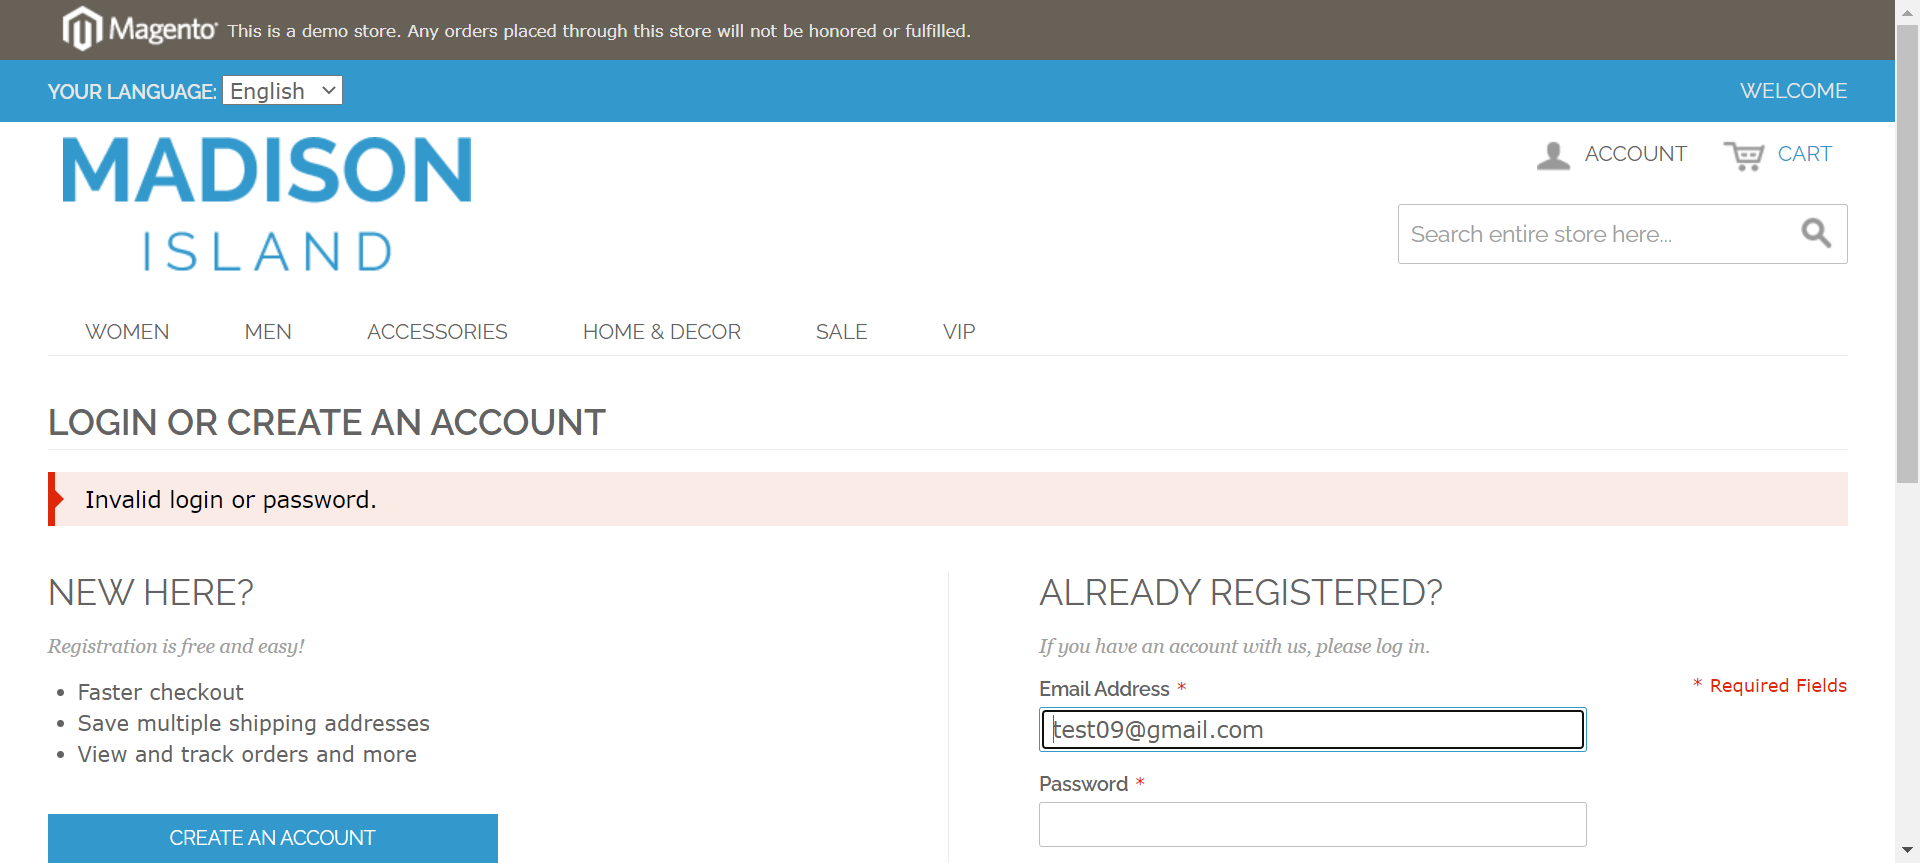 Magento This is a demo store. Any orders placed through this store will not be honored or fulfilled.
YOUR LANGUAGE: English WELCOME
MADISON
ISLAND
ACCOUNT CART
Search entire store here...
WOMEN MEN ACCESSORIES HOME & DECOR SALE VIP
LOGIN OR CREATE AN ACCOUNT
Invalid login or password.
NEW HERE?
Registration is free and easy!
• Faster checkout
• Save multiple shipping addresses
• View and track orders and more
CREATE AN ACCOUNT
ALREADY REGISTERED?
If you have an account with us, please log in.
* Required Fields
Email Address *
test09@gmail.com
Password *